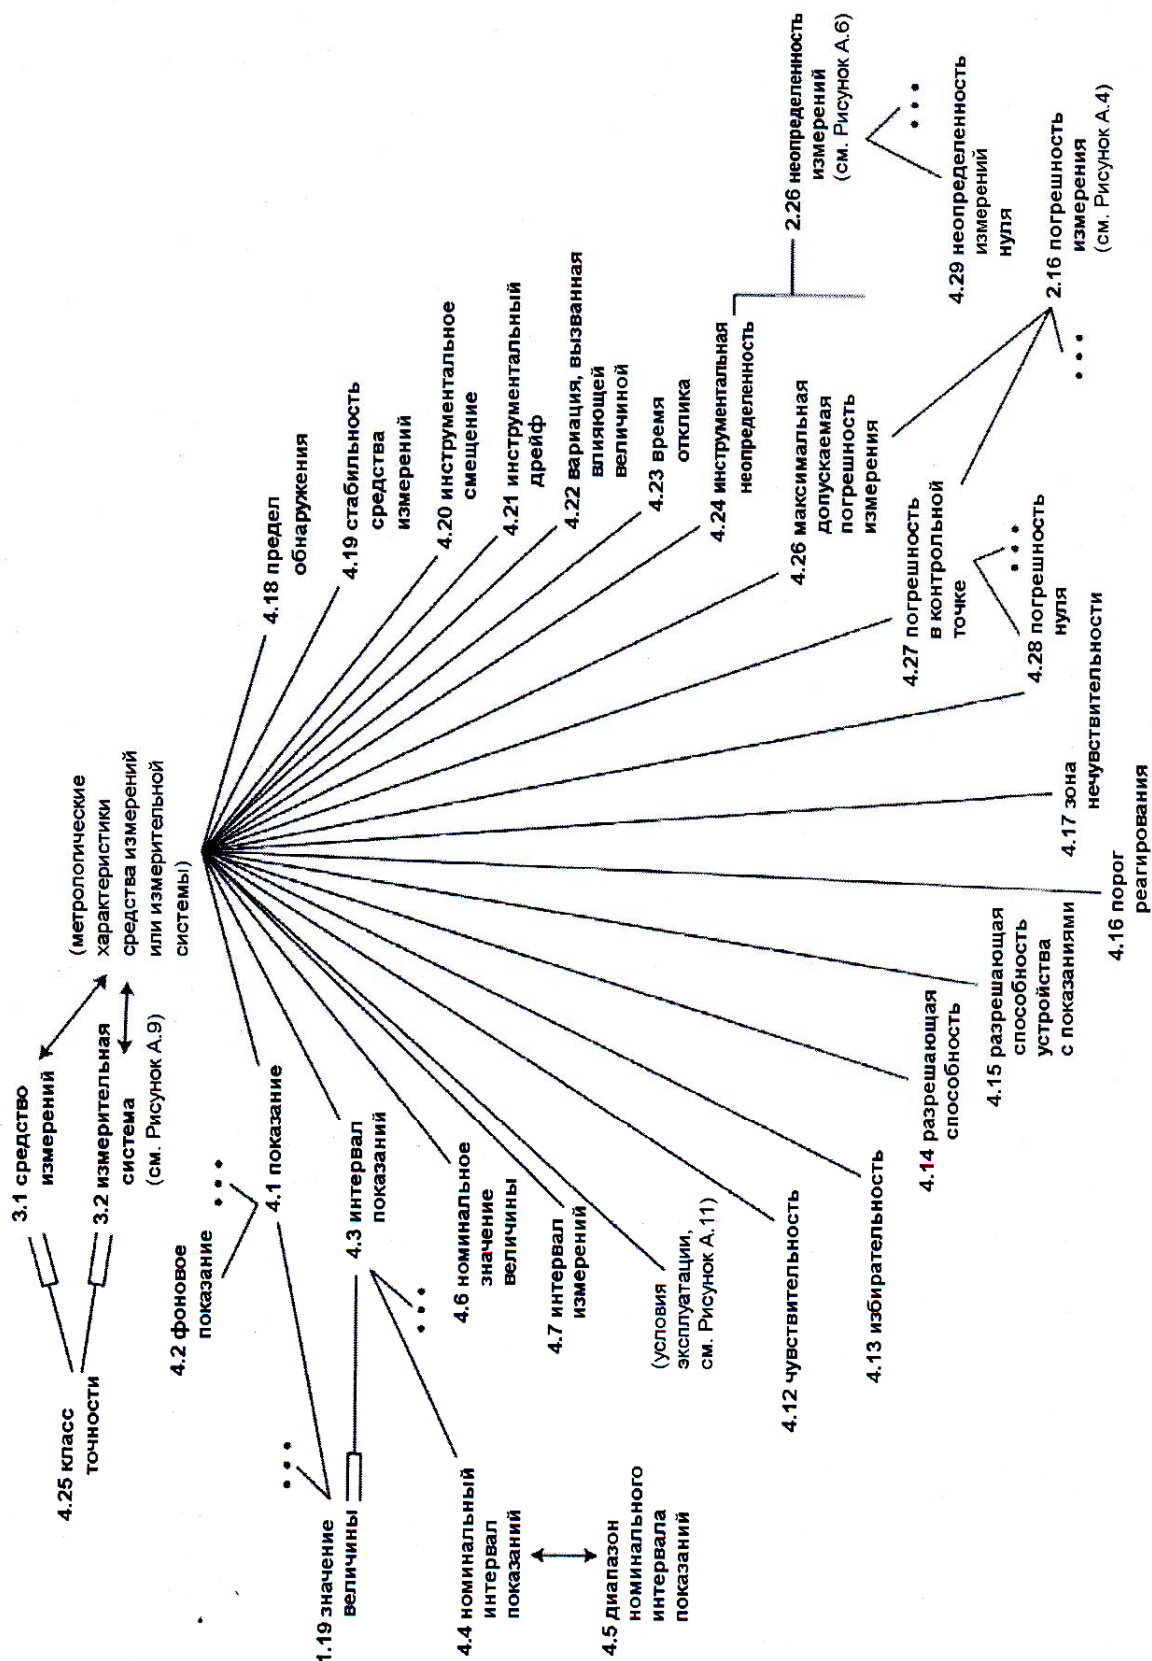 4.25 класс
точности
3.1 средство
измерений
3.2 измерительная
система
(см. Рисунок А.9)
(метрологические
характеристики
средства измерений
или измерительной
системы)
4.2 фоновое
показание
4.1 показание
1.19 значение
величины
4.3 интервал
показаний
4.4 номинальный
интервал
показаний
4.5 диапазон
номинального
интервала
показаний
4.6 номинальное
значение
величины
4.7 интервал
измерений
(условия
эксплуатации,
см. Рисунок А.11)
4.12 чувствительность
4.13 избирательность
4.14 разрешающая
способность
4.15 разрешающая
способность
устройства
с показаниями
4.16 порог
реагирования
4.17 зона
нечувствительности
4.18 предел
обнаружения
4.19 стабильность
средства
измерений
4.20 инструментальное
смещение
4.21 инструментальный
дрейф
4.22 вариация, вызванная
влияющей
величиной
4.23 время
отклика
4.24 инструментальная
неопределенность
4.26 максимальная
допускаемая
погрешность
измерения
4.27 погрешность
в контрольной
точке
4.28 погрешность
нуля
2.26 неопределенность
измерений
(см. Рисунок А.6)
4.29 неопределенность
измерений
нуля
2.16 погрешность
измерения
(см. Рисунок А.4)